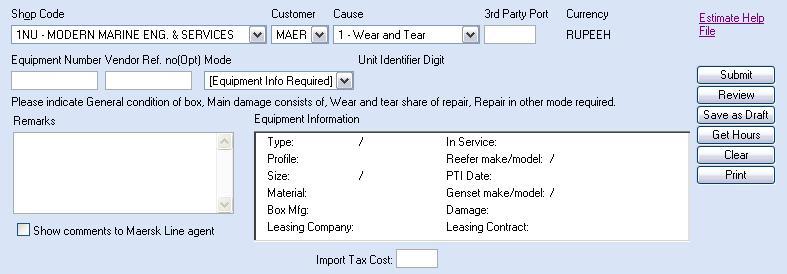 Shop Code Customer Cause 3rd Party Port Currency
1NU - MODERN MARINE ENG. & SERVICES MAER 1 - Wear and Tear RUPEEH
Estimate Help
File
Equipment Number Vendor Ref. no(Opt) Mode Unit Identifier Digit
[Equipment Info Required]
Please indicate General condition of box, Main damage consists of, Wear and tear share of repair, Repair in other mode required.
Remarks
Show comments to Maersk Line agent
Equipment Information
Type: / In Service:
Profile: Reefer make/model: /
Size: / PTI Date:
Material: Genset make/model: /
Box Mfg: Damage:
Leasing Company: Leasing Contract:
Import Tax Cost:
Submit
Review
Save as Draft
Get Hours
Clear
Print